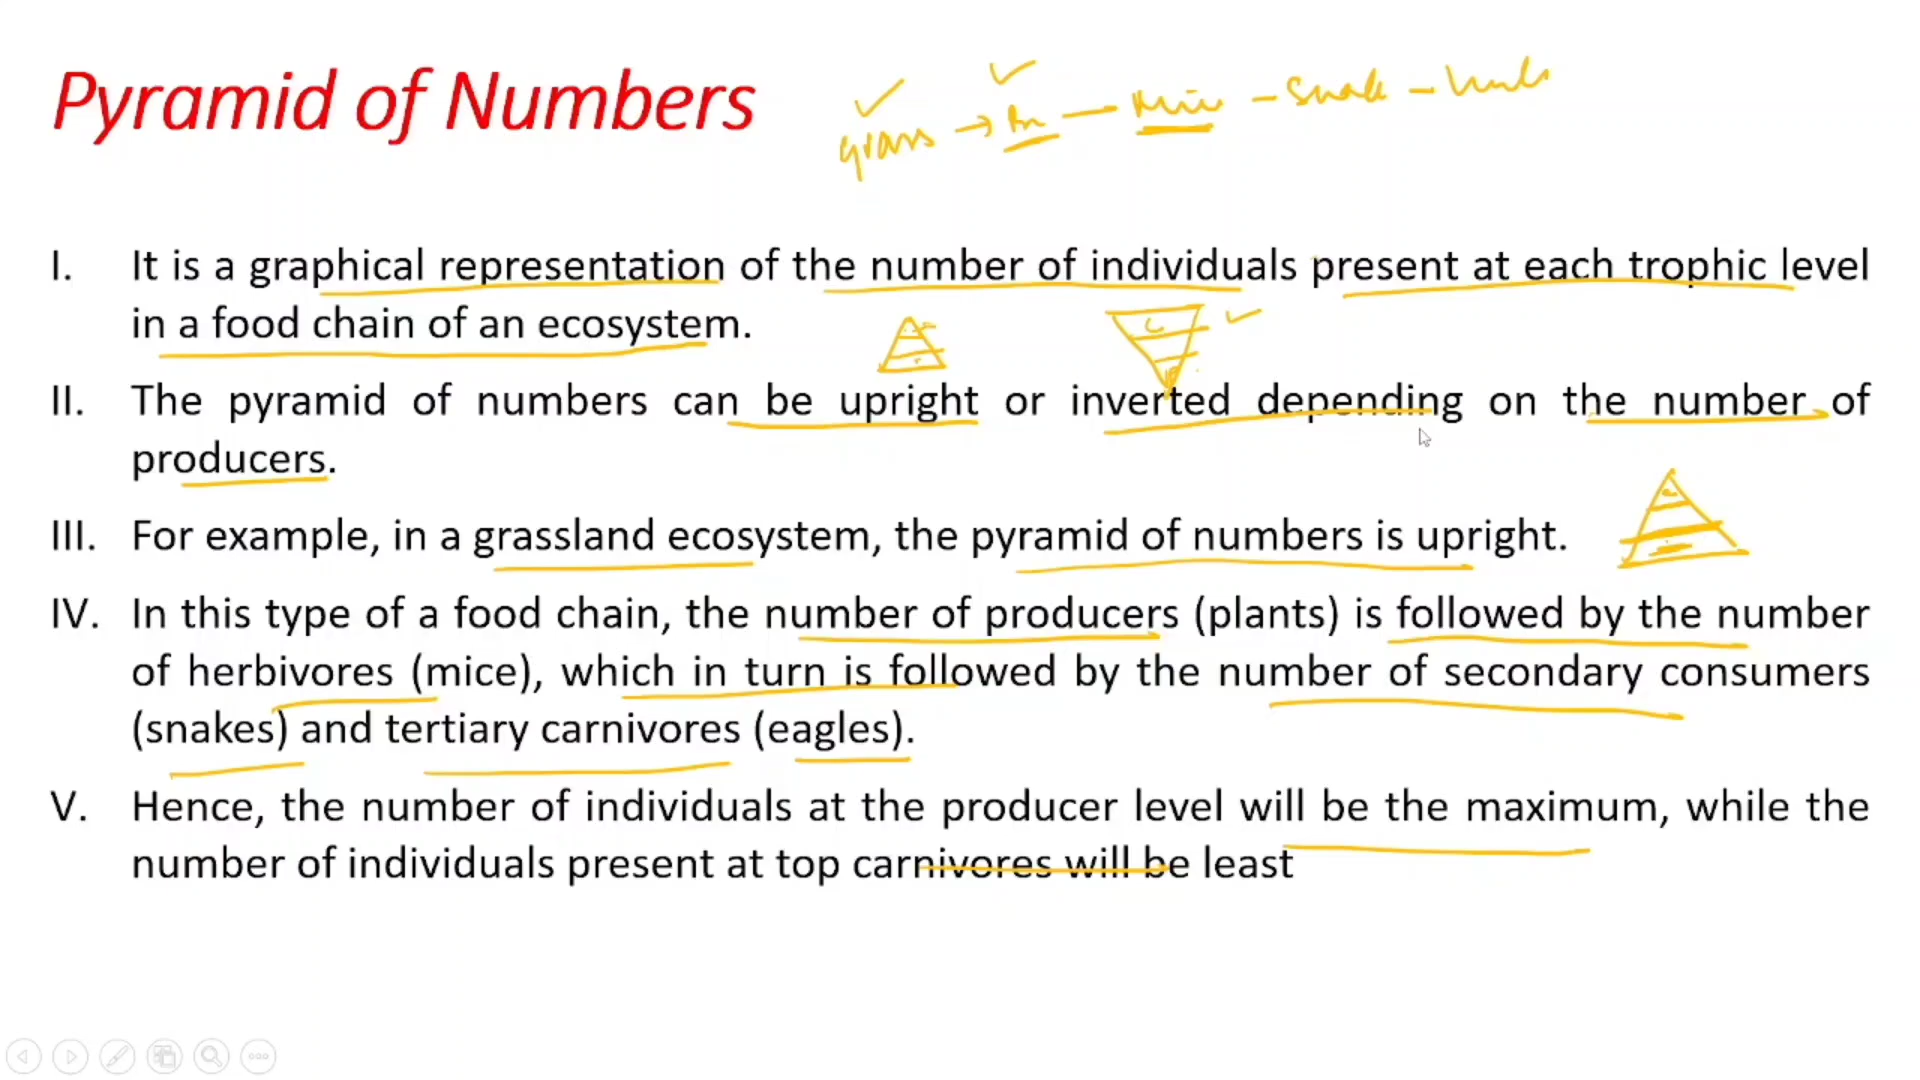 Pyramid of Numbers
grass → — Mice – Snake –
I. It is a graphical representation of the number of individuals present at each trophic level
in a food chain of an ecosystem.
II. The pyramid of numbers can be upright or inverted depending on the number of
producers.
III. For example, in a grassland ecosystem, the pyramid of numbers is upright.
IV. In this type of a food chain, the number of producers (plants) is followed by the number
of herbivores (mice), which in turn is followed by the number of secondary consumers
(snakes) and tertiary carnivores (eagles).
V. Hence, the number of individuals at the producer level will be the maximum, while the
number of individuals present at top carnivores will be least